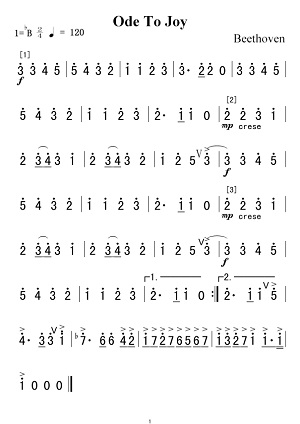 Ode To Joy
1=♭B 2/4 ♩ = 120
Beethoven
[1]
3 3 4 5 | 5 4 3 2 | 1 1 2 3 | 3· 2 2 0 | 3 3 4 5 |
f
[2]
5 4 3 2 | 1 1 2 3 | 2· 1 1 0 | 2 2 3 1 |
mp crese
2 3 4 3 1 | 2 3 4 3 2 | 1 2 5 V 3 | 3 3 4 5 |
f
[3]
5 4 3 2 | 1 1 2 3 | 2· 1 1 0 | 2 2 3 1 |
mp crese
2 3 4 3 1 | 2 3 4 3 2 | 1 2 5 V 3 | 3 3 4 5 |
f
1. 2.
5 4 3 2 | 1 1 2 3 | 2· 1 1 0 :‖ 2· 1 1 V 5 |
4· 3 3 V 1 | ♭7· 6 6 4 2 | 1 7 2 7 6 5 6 7 | 1 3 2 3 1 1· 1 |
1 0 0 0 ‖
1